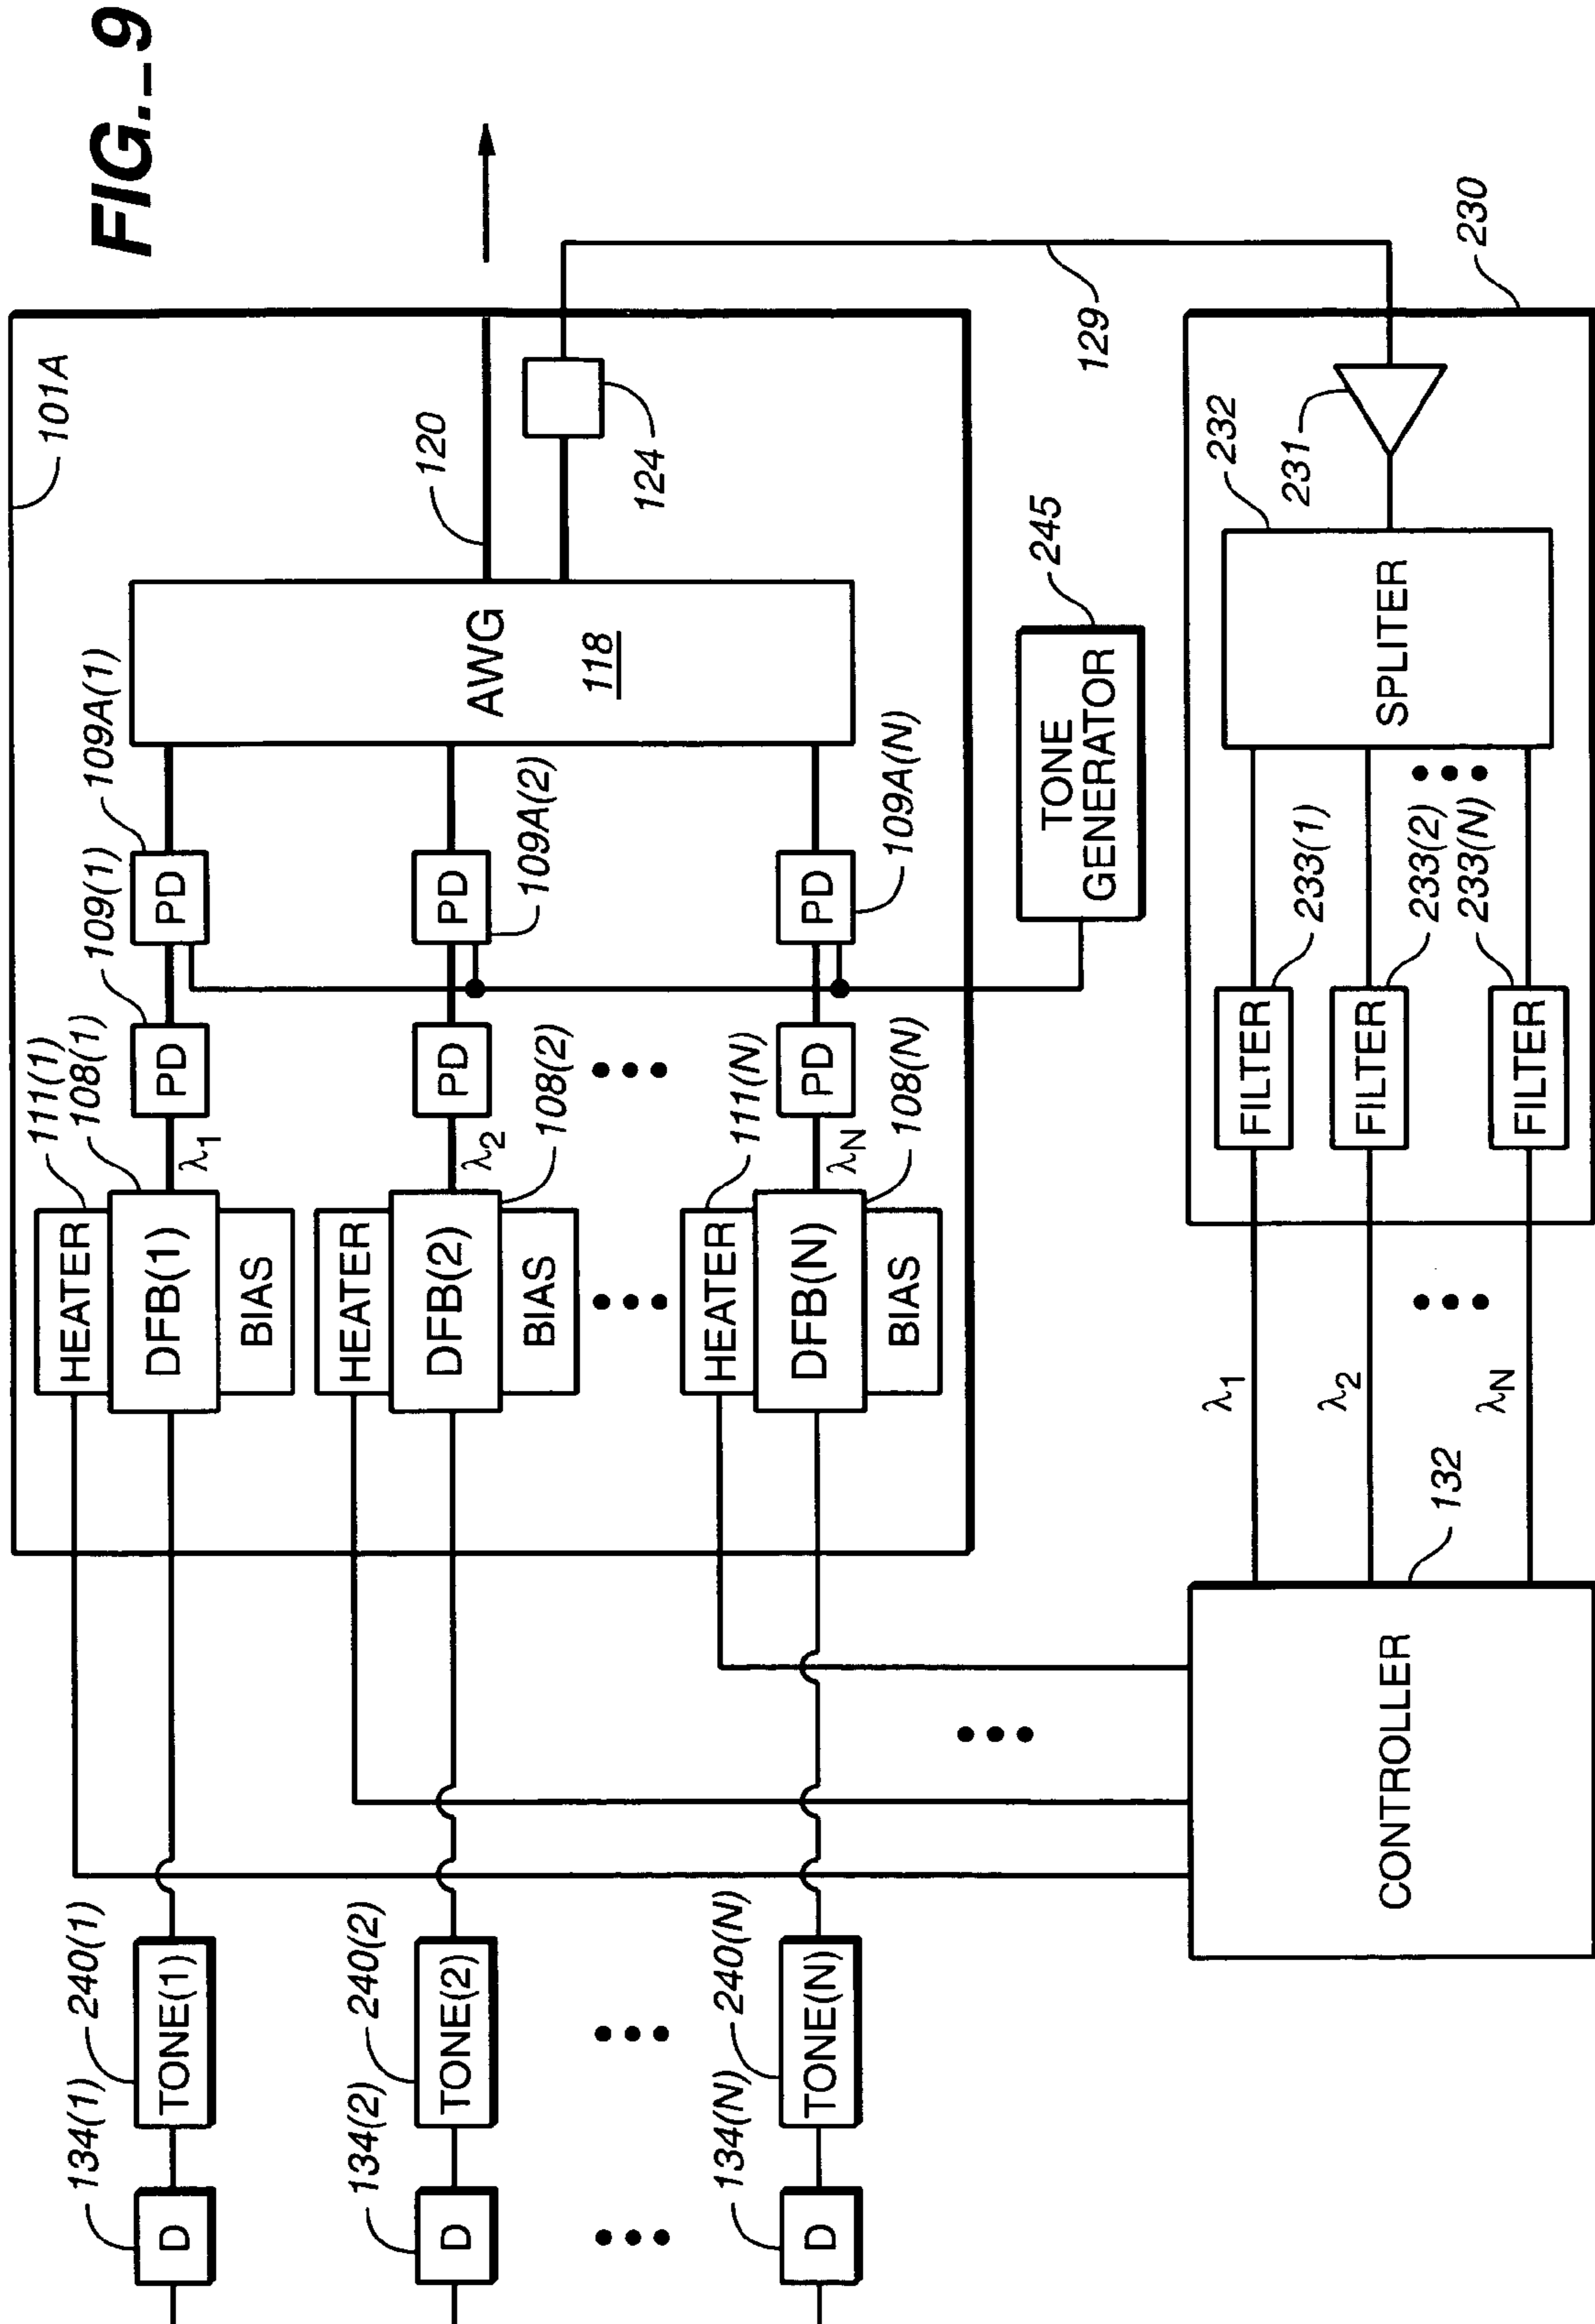 FIG._9
101A
111(1)
108(1)
109(1)
109A(1)
HEATER
DFB(1)
BIAS
λ1
PD
PD
134(1)
240(1)
D
TONE(1)
120
124
AWG
118
HEATER
DFB(2)
BIAS
λ2
PD
PD
109A(2)
108(2)
134(2)
240(2)
D
TONE(2)
111(N)
HEATER
DFB(N)
BIAS
λN
PD
PD
109A(N)
108(N)
134(N)
240(N)
D
TONE(N)
245
TONE
GENERATOR
129
230
CONTROLLER
132
λ1
λ2
λN
FILTER
233(1)
FILTER
233(2)
FILTER
233(N)
SPLITER
232
231